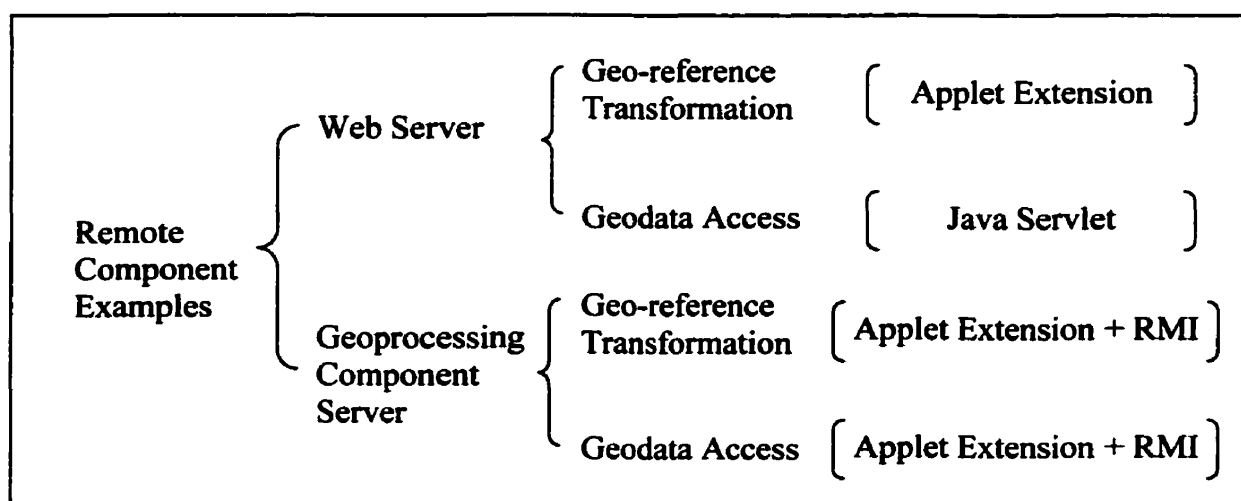 Remote
Component
Examples
Web Server
Geo-reference
Transformation
Applet Extension
Geodata Access
Java Servlet
Geoprocessing
Component
Server
Geo-reference
Transformation
Applet Extension + RMI
Geodata Access
Applet Extension + RMI